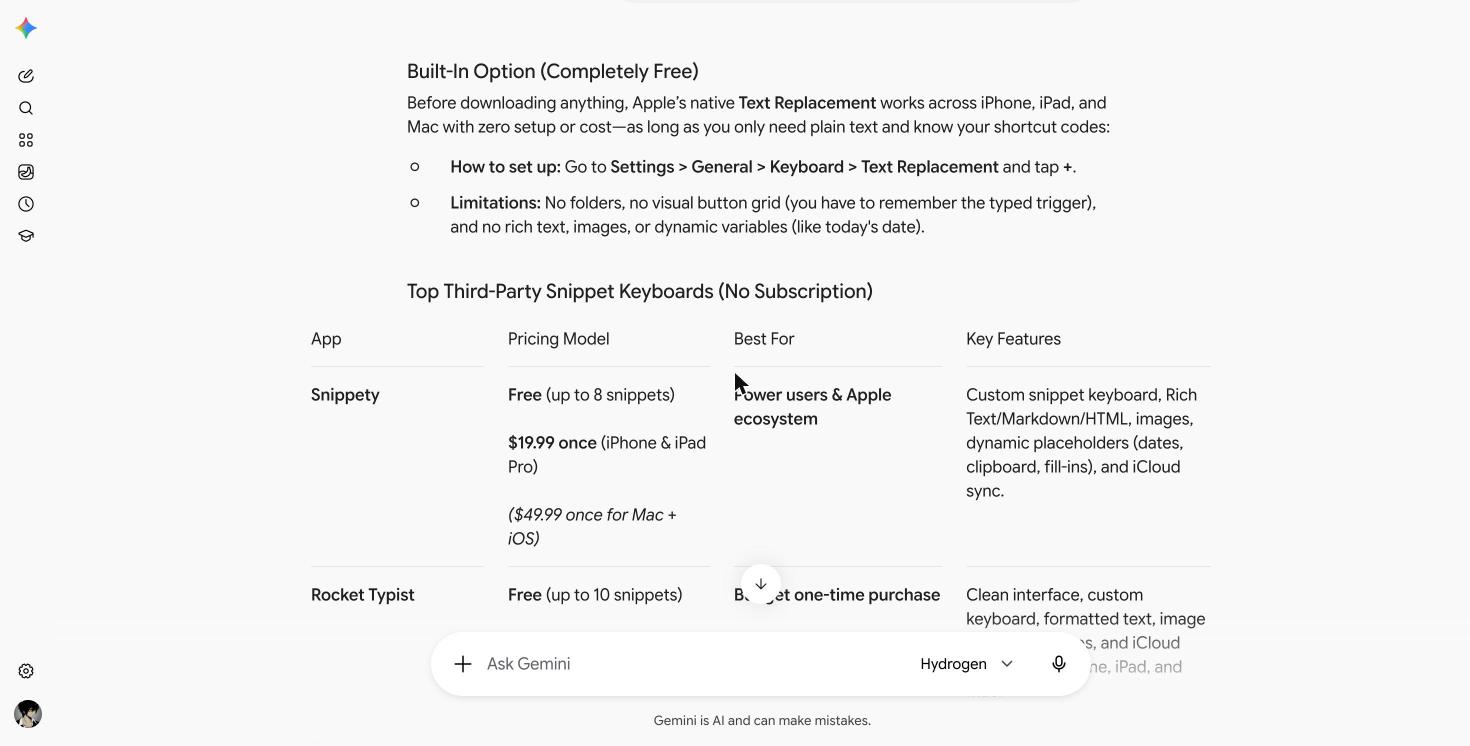 Built-In Option (Completely Free)
Before downloading anything, Apple’s native Text Replacement works across iPhone, iPad, and
Mac with zero setup or cost—as long as you only need plain text and know your shortcut codes:
How to set up: Go to Settings > General > Keyboard > Text Replacement and tap +.
Limitations: No folders, no visual button grid (you have to remember the typed trigger),
and no rich text, images, or dynamic variables (like today's date).
Top Third-Party Snippet Keyboards (No Subscription)
App
Pricing Model
Best For
Key Features
Snippety
Free (up to 8 snippets)
$19.99 once (iPhone & iPad
Pro)
($49.99 once for Mac +
iOS)
Power users & Apple
ecosystem
Custom snippet keyboard, Rich
Text/Markdown/HTML, images,
dynamic placeholders (dates,
clipboard, fill-ins), and iCloud
sync.
Rocket Typist
Free (up to 10 snippets)
one-time purchase
Clean interface, custom
keyboard, formatted text, image
and iCloud
iPad, and
Ask Gemini
Hydrogen
Gemini is AI and can make mistakes.